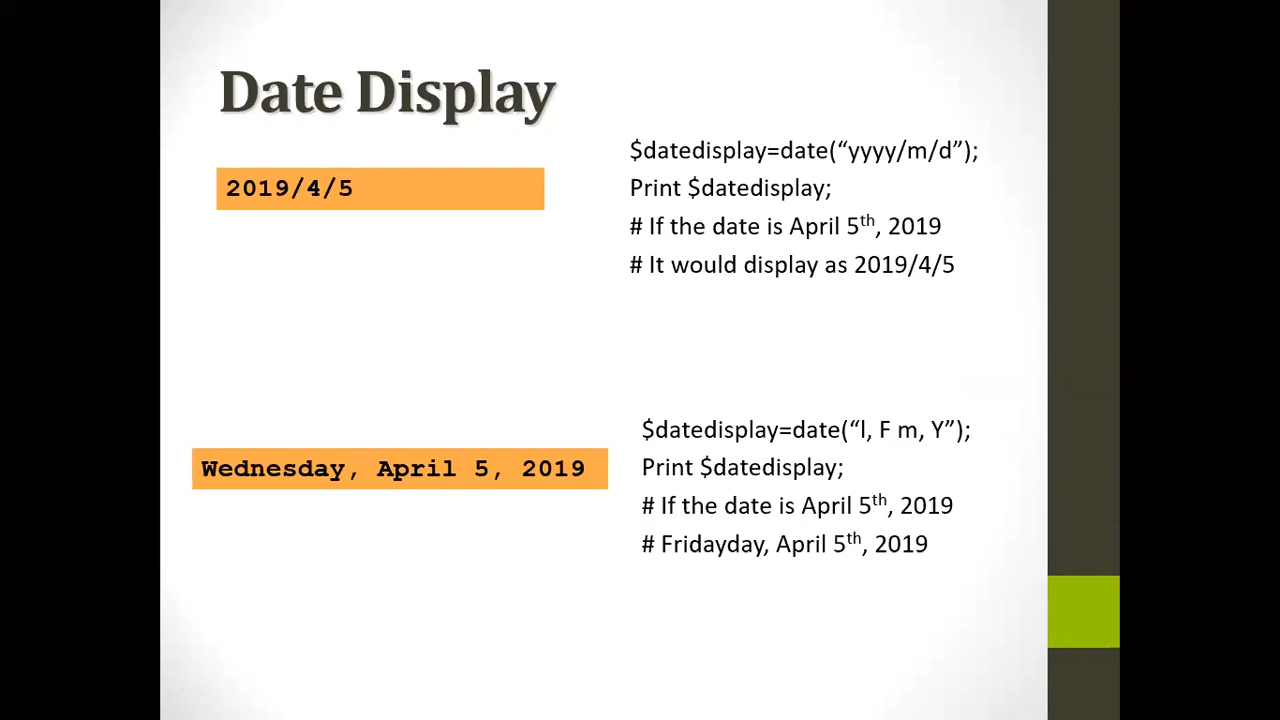 Date Display
2019/4/5
$datedisplay=date(“yyyy/m/d”);
Print $datedisplay;
# If the date is April 5th, 2019
# It would display as 2019/4/5
Wednesday, April 5, 2019
$datedisplay=date(“l, F m, Y”);
Print $datedisplay;
# If the date is April 5th, 2019
# Fridayday, April 5th, 2019